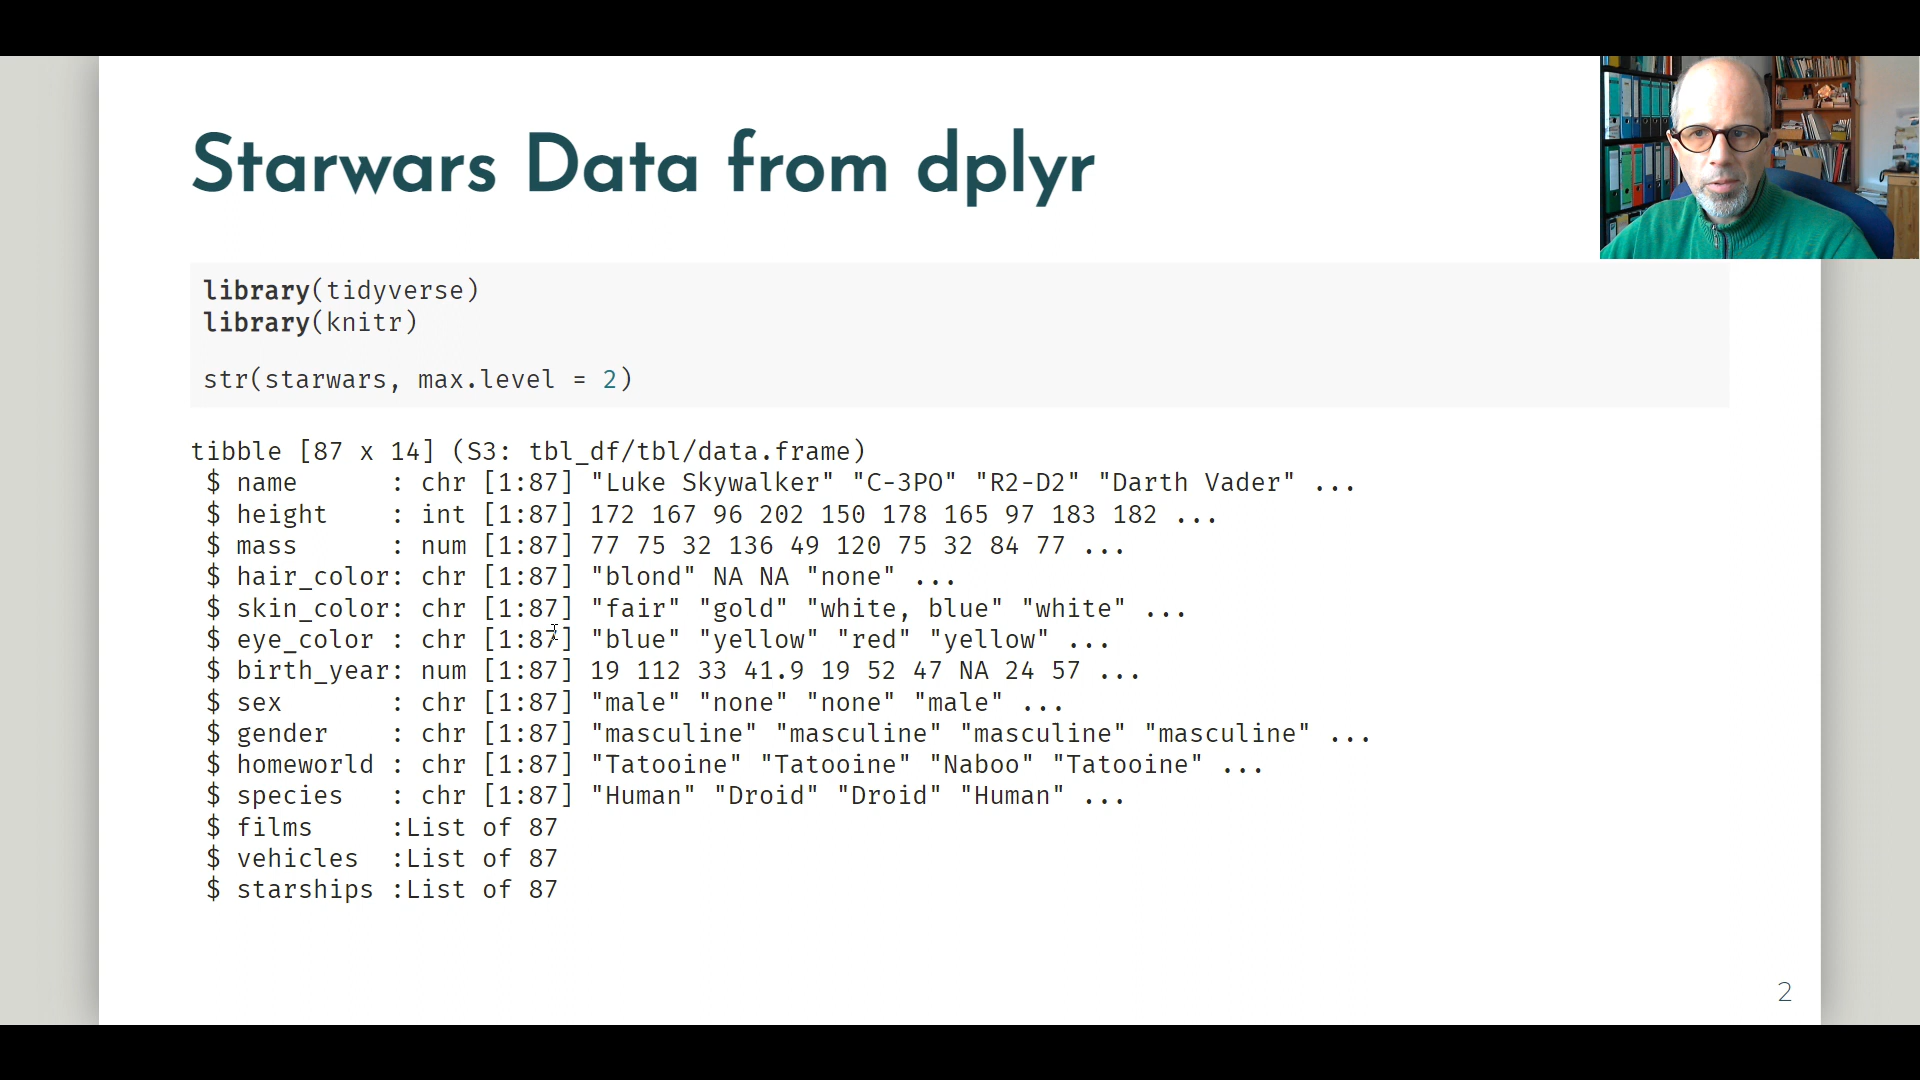 Starwars Data from dplyr
library(tidyverse)
library(knitr)
str(starwars, max.level = 2)
tibble [87 x 14] (S3: tbl_df/tbl/data.frame)
$ name      : chr [1:87] "Luke Skywalker" "C-3PO" "R2-D2" "Darth Vader" ...
$ height    : int [1:87] 172 167 96 202 150 178 165 97 183 182 ...
$ mass      : num [1:87] 77 75 32 136 49 120 75 32 84 77 ...
$ hair_color: chr [1:87] "blond" NA NA "none" ...
$ skin_color: chr [1:87] "fair" "gold" "white, blue" "white" ...
$ eye_color : chr [1:87] "blue" "yellow" "red" "yellow" ...
$ birth_year: num [1:87] 19 112 33 41.9 19 52 47 NA 24 57 ...
$ sex       : chr [1:87] "male" "none" "none" "male" ...
$ gender    : chr [1:87] "masculine" "masculine" "masculine" "masculine" ...
$ homeworld : chr [1:87] "Tatooine" "Tatooine" "Naboo" "Tatooine" ...
$ species   : chr [1:87] "Human" "Droid" "Droid" "Human" ...
$ films     :List of 87
$ vehicles  :List of 87
$ starships :List of 87
2